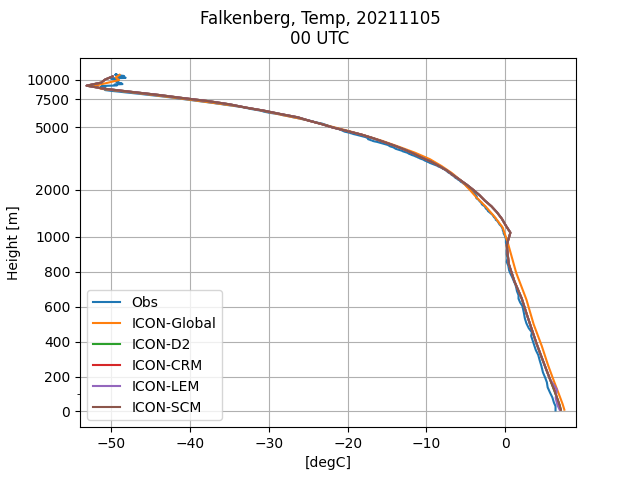 Falkenberg, Temp, 20211105
00 UTC
10000
7500
5000
2000
1000
800
600
400
200
0
Height [m]
Obs
ICON-Global
ICON-D2
ICON-CRM
ICON-LEM
ICON-SCM
−50 −40 −30 −20 −10 0
[degC]